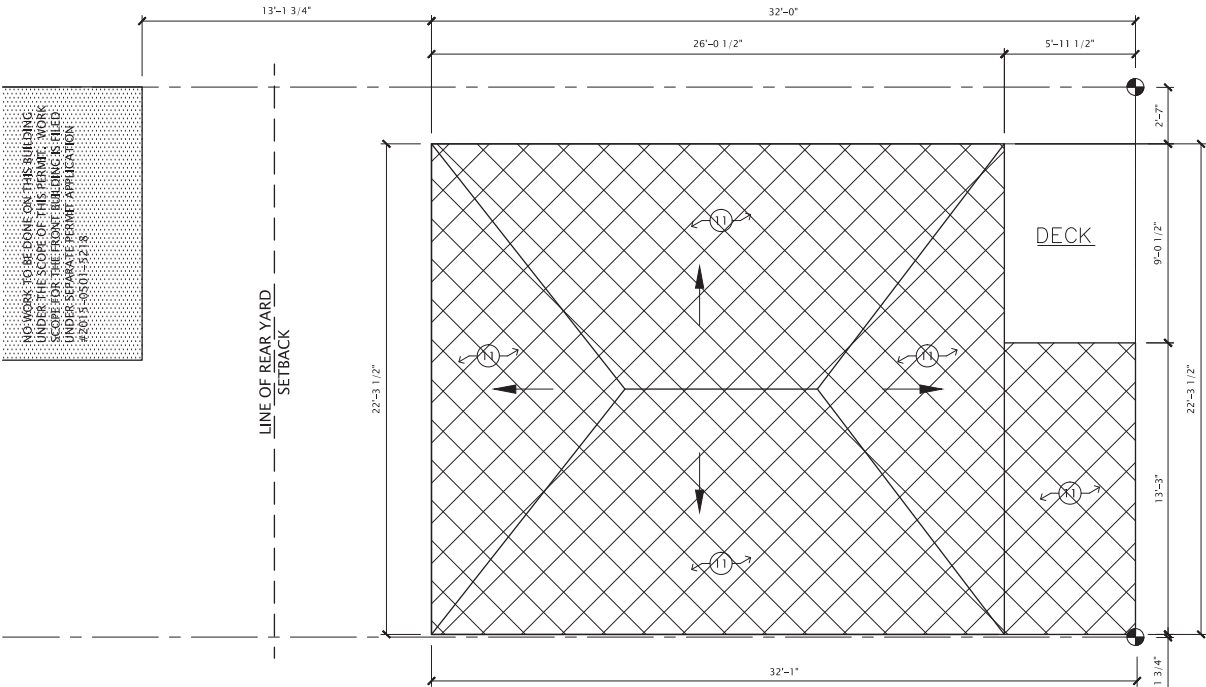 13'-1 3/4"
32'-0"
26'-0 1/2"
5'-11 1/2"
2'-7"
NO WORK TO BE DONE ON THIS BUILDING
UNDER THE SCOPE OF THIS PERMIT, WORK
SCOPE FOR THE FRONT BUILDING IS FILED
UNDER SEPARATE PERMIT APPLICATION
#2015-0501-5218
LINE OF REAR YARD
SETBACK
22'-3 1/2"
11
11
11
11
11
DECK
9'-0 1/2"
22'-3 1/2"
13'-3"
32'-1"
1 3/4"